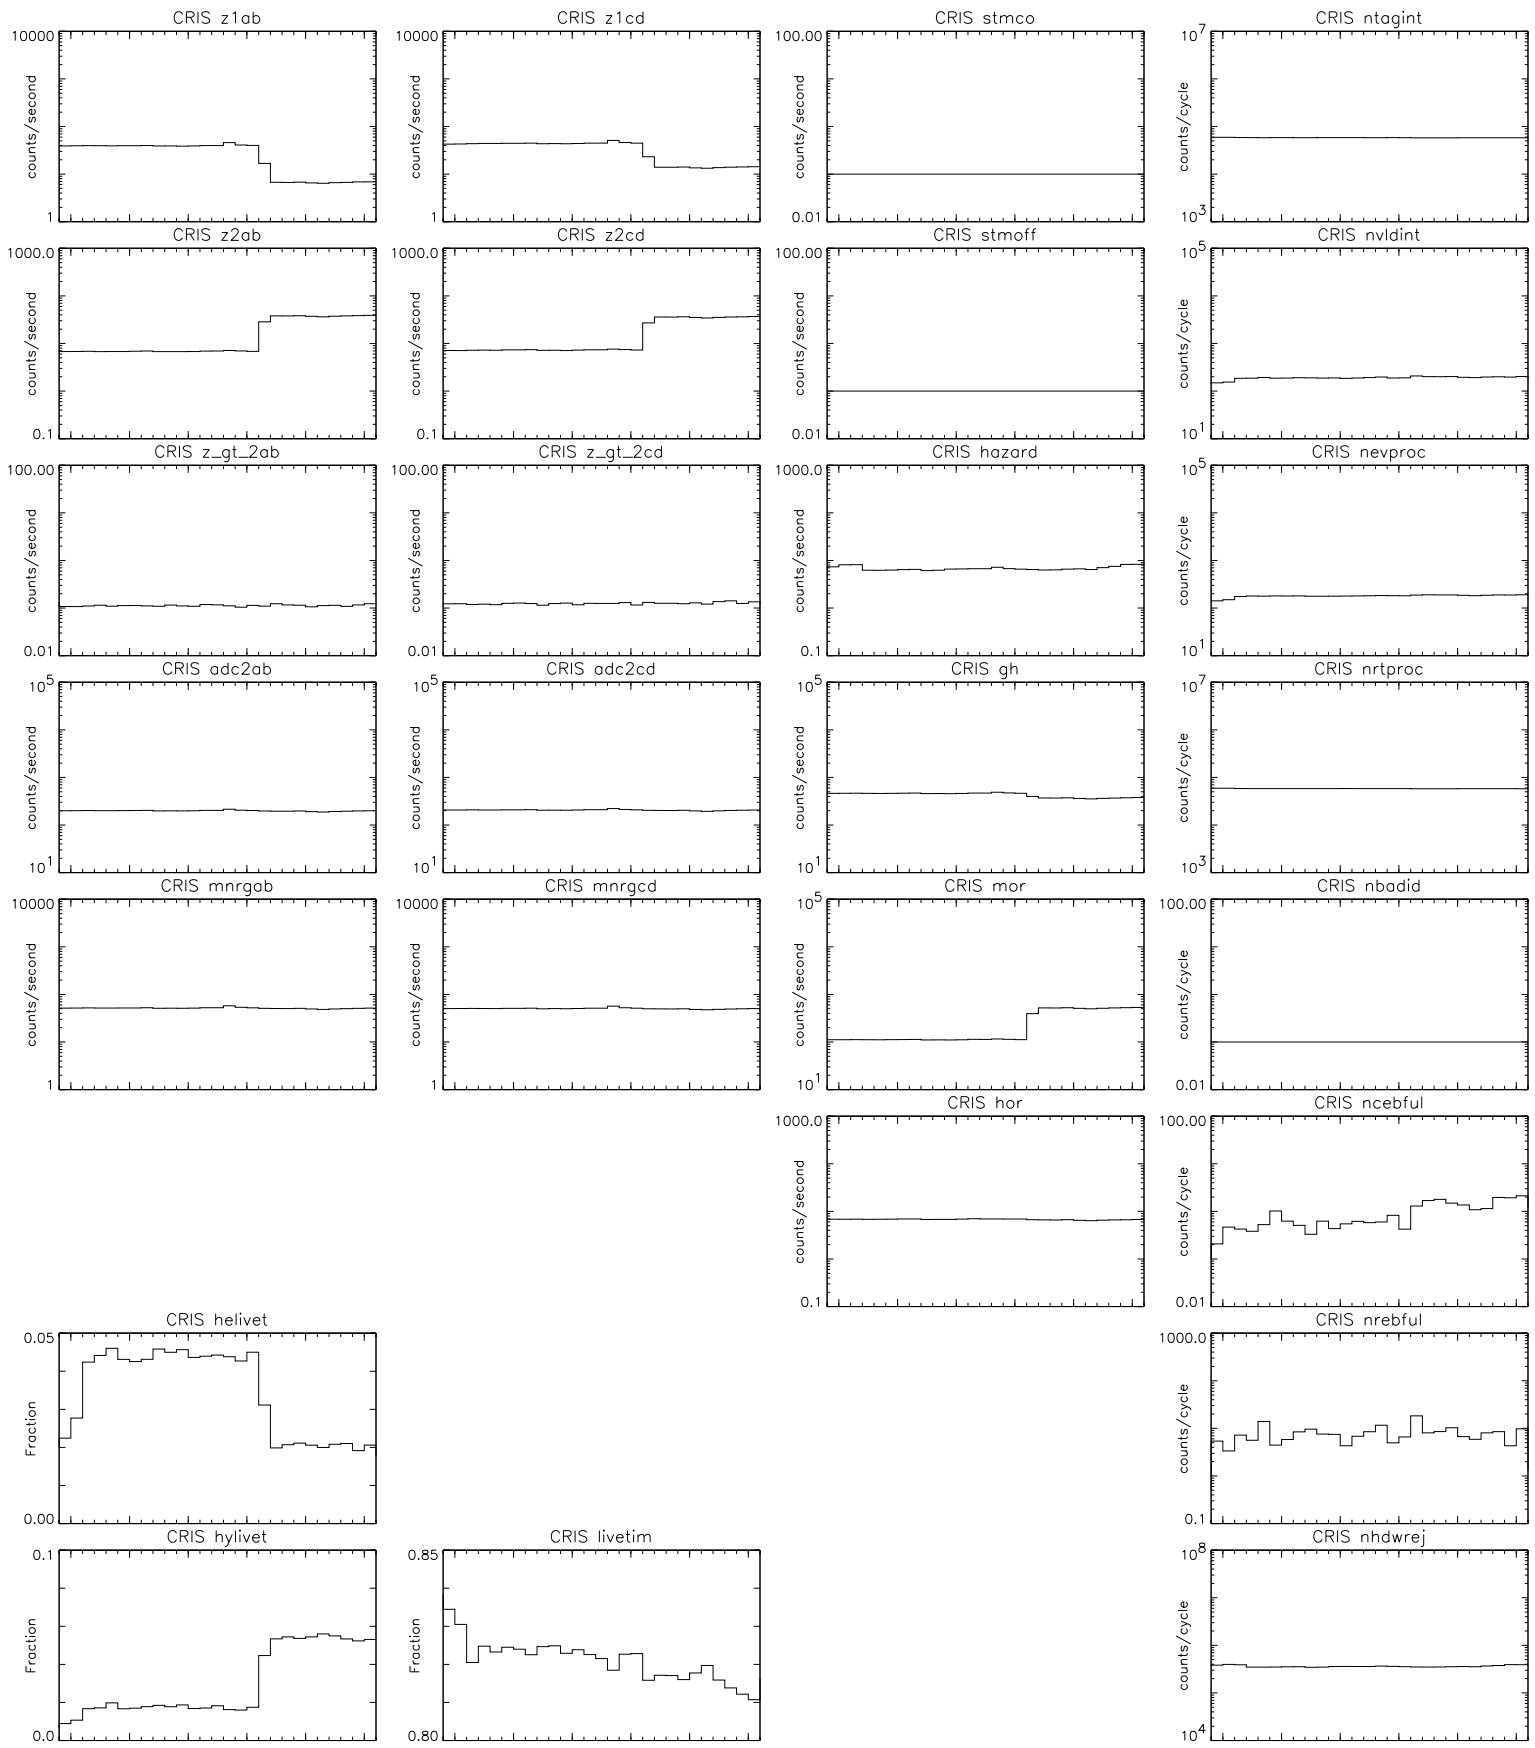 CRIS z1ab
CRIS z1cd
CRIS stmco
CRIS ntagint
10000
counts/second
1
10000
counts/second
1
100.00
counts/second
0.01
10^7
counts/cycle
10^3
CRIS z2ab
CRIS z2cd
CRIS stmoff
CRIS nvldint
1000.0
counts/second
0.1
1000.0
counts/second
0.1
100.00
counts/second
0.01
10^5
counts/cycle
10^1
CRIS z_gt_2ab
CRIS z_gt_2cd
CRIS hazard
CRIS nevproc
100.00
counts/second
0.01
100.00
counts/second
0.01
1000.0
counts/second
0.1
10^5
counts/cycle
10^1
CRIS adc2ab
CRIS adc2cd
CRIS gh
CRIS nrtproc
10^5
counts/second
10^1
10^5
counts/second
10^1
10^5
counts/second
10^1
10^7
counts/cycle
10^3
CRIS mnrgab
CRIS mnrgcd
CRIS mor
CRIS nbadid
10000
counts/second
1
10000
counts/second
1
10^5
counts/second
10^1
100.00
counts/cycle
0.01
CRIS hor
CRIS ncebful
1000.0
counts/second
0.1
100.00
counts/cycle
0.01
CRIS helivet
CRIS nrebful
0.05
Fraction
0.00
1000.0
counts/cycle
0.1
CRIS hylivet
CRIS livetim
CRIS nhdwrej
0.1
Fraction
0.0
0.85
Fraction
0.80
10^8
counts/cycle
10^4